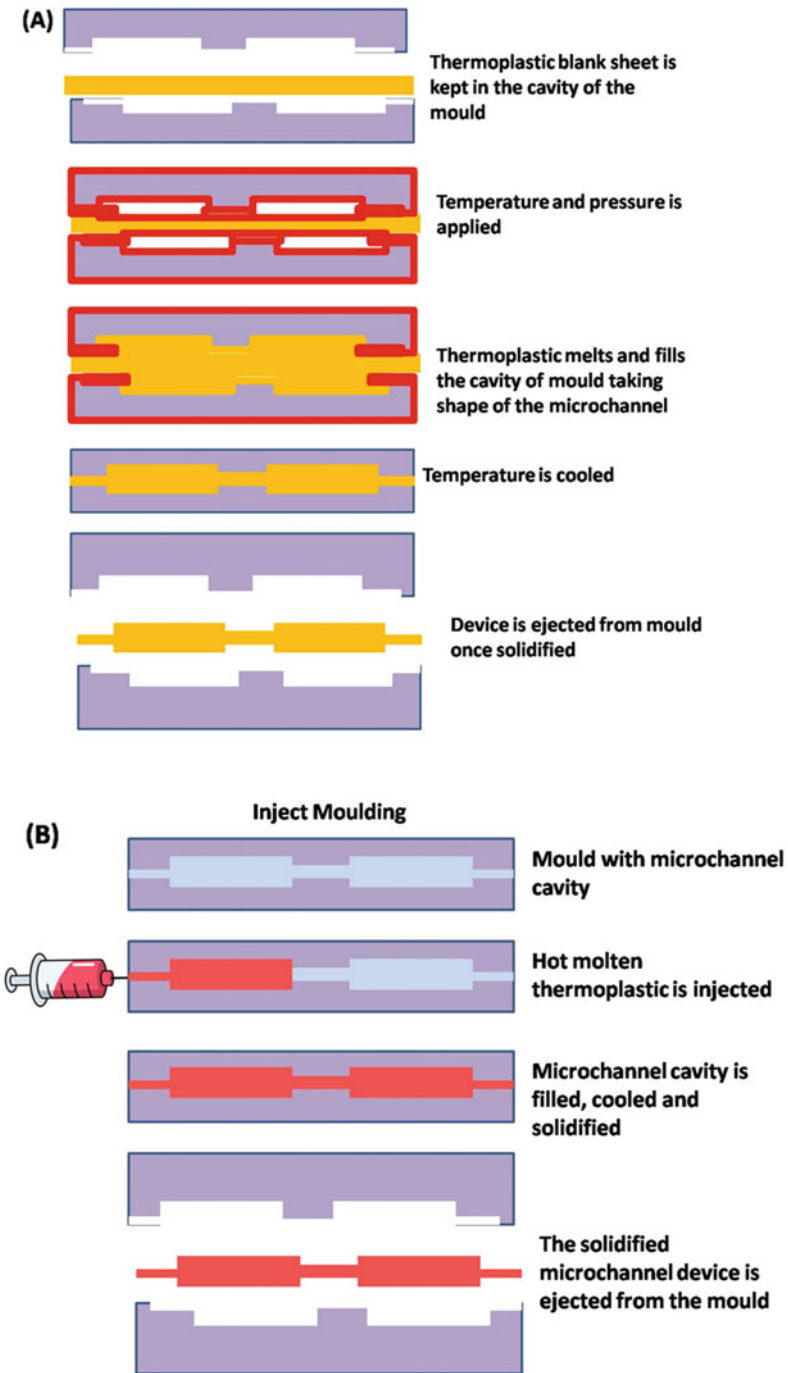 (A)
Thermoplastic blank sheet is
kept in the cavity of the
mould
Temperature and pressure is
applied
Thermoplastic melts and fills
the cavity of mould taking
shape of the microchannel
Temperature is cooled
Device is ejected from mould
once solidified
Inject Moulding
(B)
Mould with microchannel
cavity
Hot molten
thermoplastic is injected
Microchannel cavity is
filled, cooled and
solidified
The solidified
microchannel device is
ejected from the mould